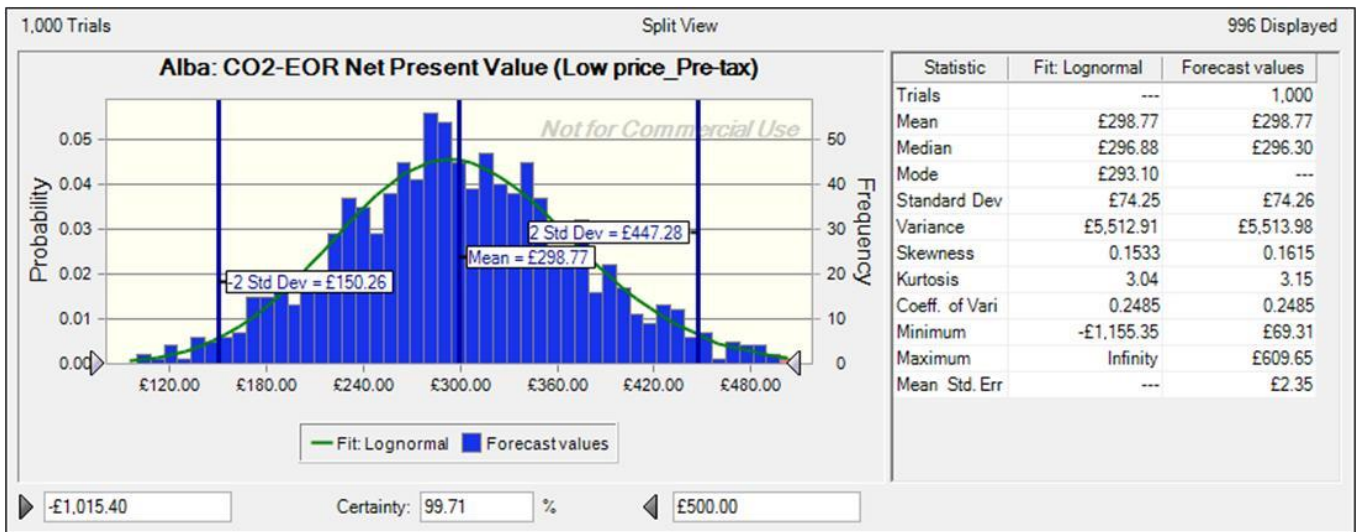 1,000 Trials Split View 996 Displayed
Alba: CO2-EOR Net Present Value (Low price_Pre-tax)
Not for Commercial Use
Probability
0.05
0.04
0.03
0.02
0.01
0.00
50
40
30
20
10
0
Frequency
2 Std Dev = £447.28
Mean = £298.77
-2 Std Dev = £150.26
£120.00 £180.00 £240.00 £300.00 £360.00 £420.00 £480.00
Fit: Lognormal Forecast values
Statistic Fit: Lognormal Forecast values
Trials --- 1,000
Mean £298.77 £298.77
Median £296.88 £296.30
Mode £293.10 ---
Standard Dev £74.25 £74.26
Variance £5,512.91 £5,513.98
Skewness 0.1533 0.1615
Kurtosis 3.04 3.15
Coeff. of Vari 0.2485 0.2485
Minimum -£1,155.35 £69.31
Maximum Infinity £609.65
Mean Std. Err --- £2.35
-£1,015.40 Certainty: 99.71 % £500.00